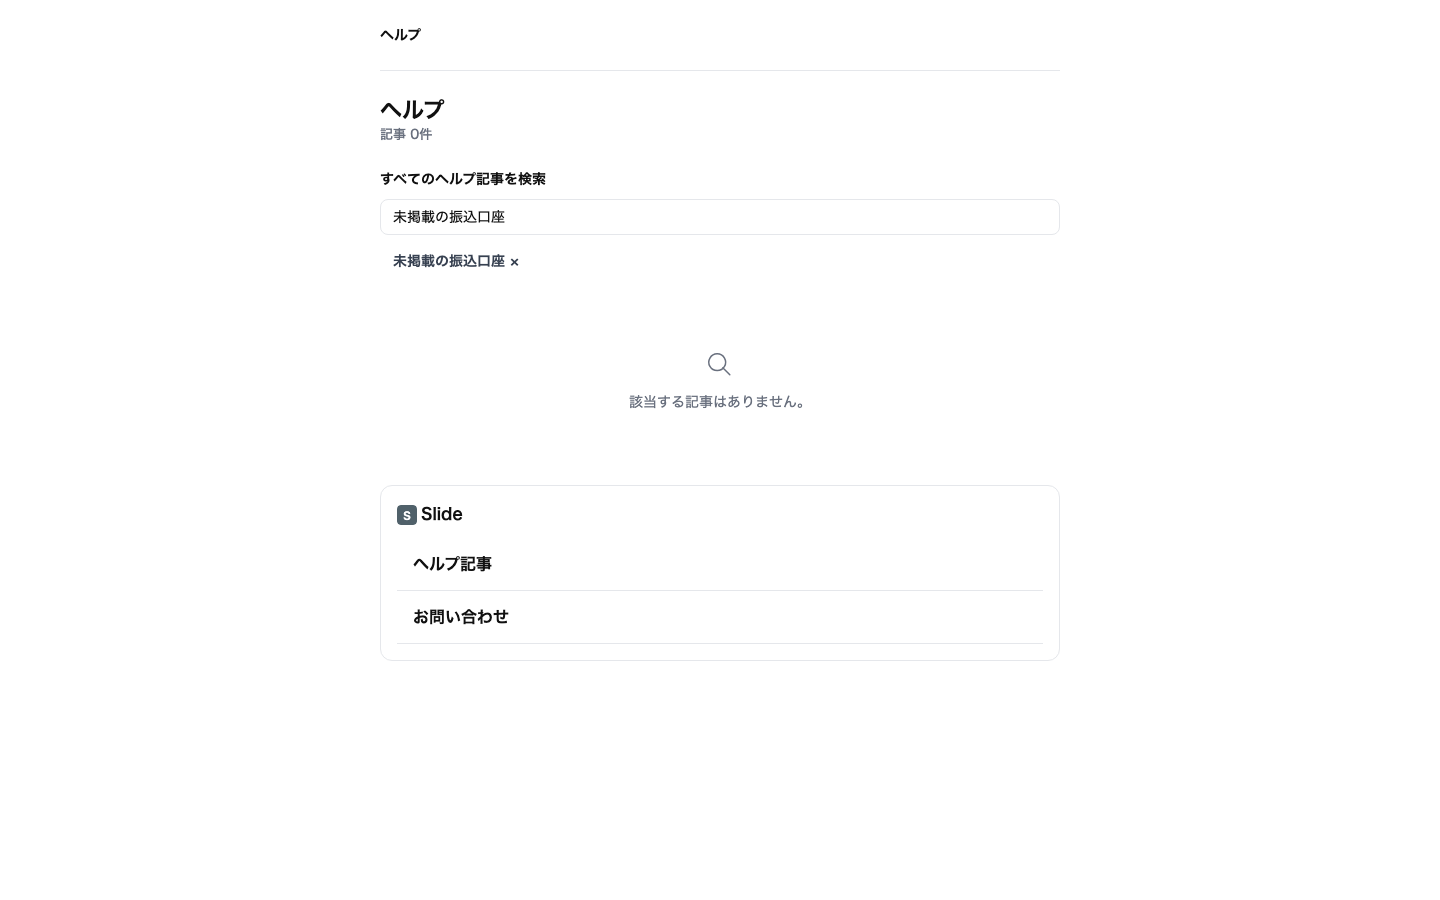 ヘルプ
ヘルプ
記事 0件
すべてのヘルプ記事を検索
未掲載の振込口座
未掲載の振込口座 ×
該当する記事はありません。
S Slide
ヘルプ記事
お問い合わせ